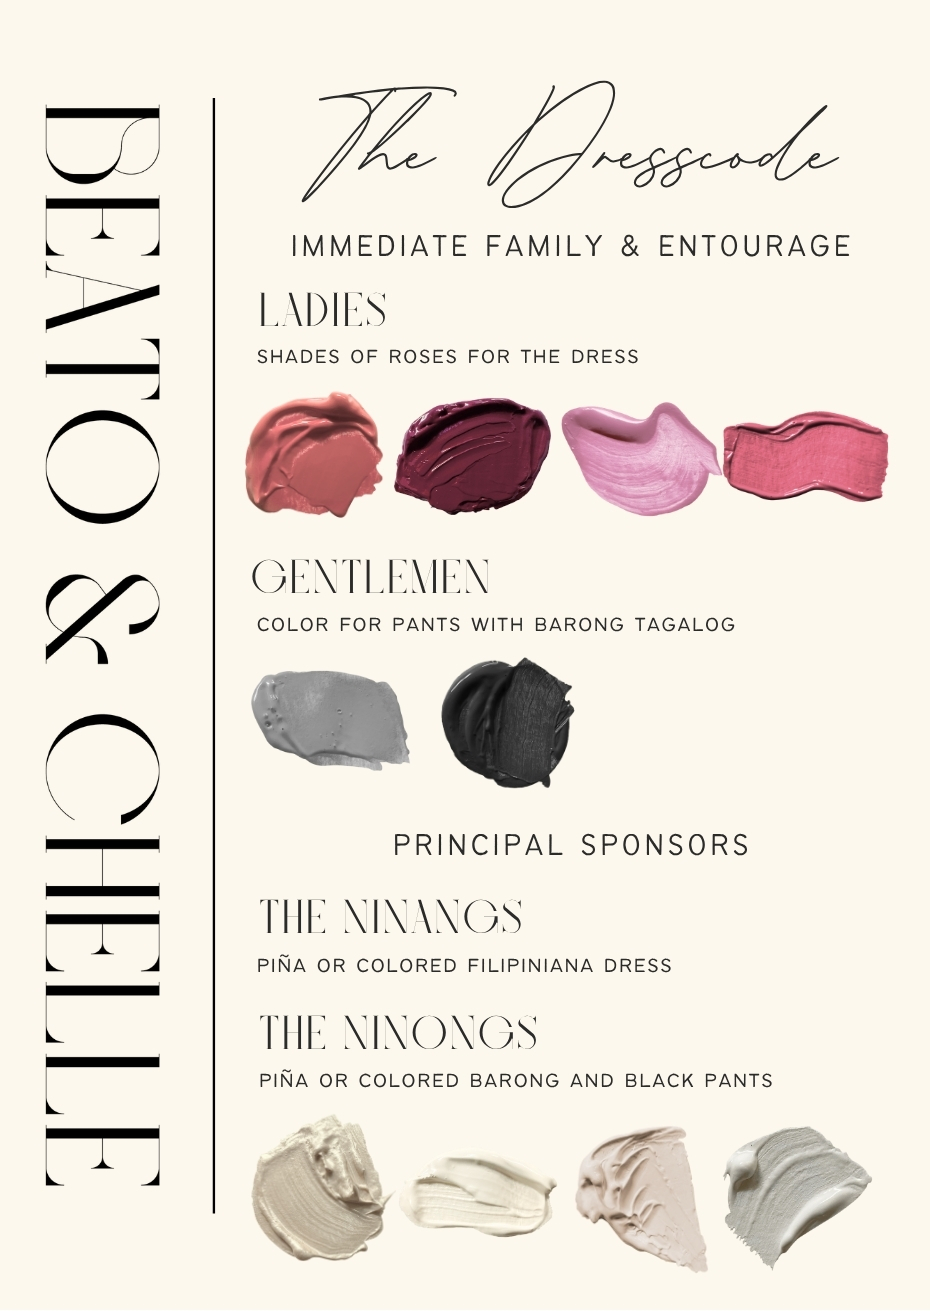 BEATO & CHELLE
The Dresscode
IMMEDIATE FAMILY & ENTOURAGE
LADIES
SHADES OF ROSES FOR THE DRESS
GENTLEMEN
COLOR FOR PANTS WITH BARONG TAGALOG
PRINCIPAL SPONSORS
THE NINANGS
PIÑA OR COLORED FILIPINIANA DRESS
THE NINONGS
PIÑA OR COLORED BARONG AND BLACK PANTS